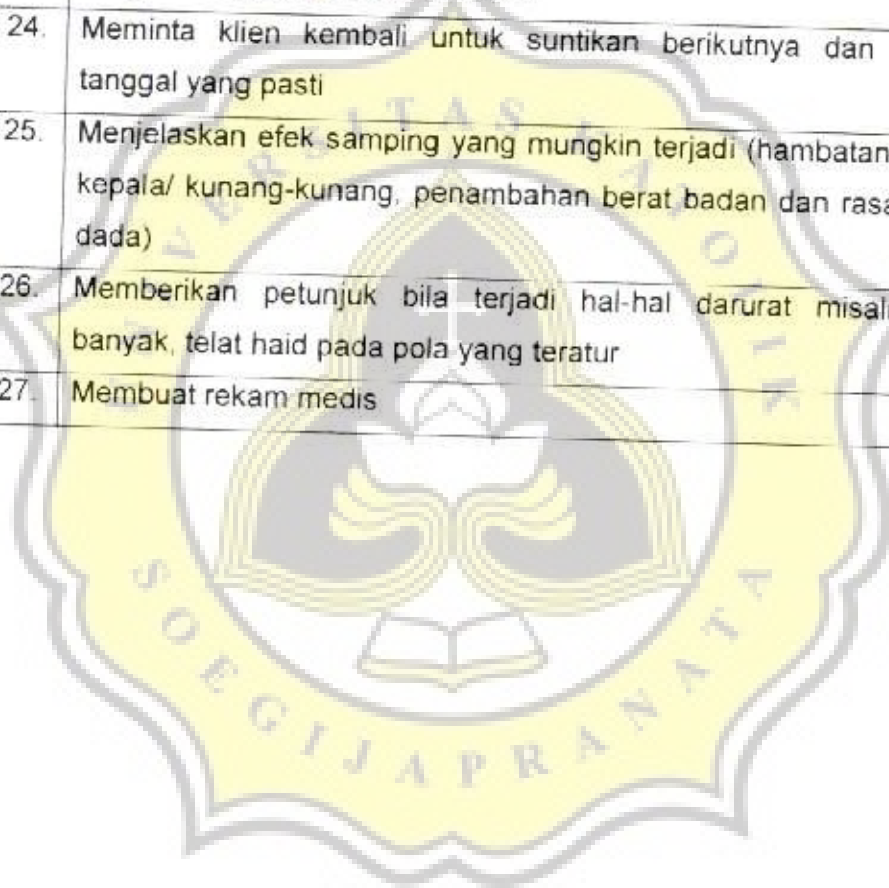 24. Meminta klien kembali untuk suntikan berikutnya dan
tanggal yang pasti
25. Menjelaskan efek samping yang mungkin terjadi (hambatan
kepala/ kunang-kunang, penambahan berat badan dan rasa
dada)
26. Memberikan petunjuk bila terjadi hal-hal darurat
banyak, telat haid pada pola yang teratur
27. Membuat rekam medis
UNIVERSITAS KATOLIK
SOEGIJAPRANATA